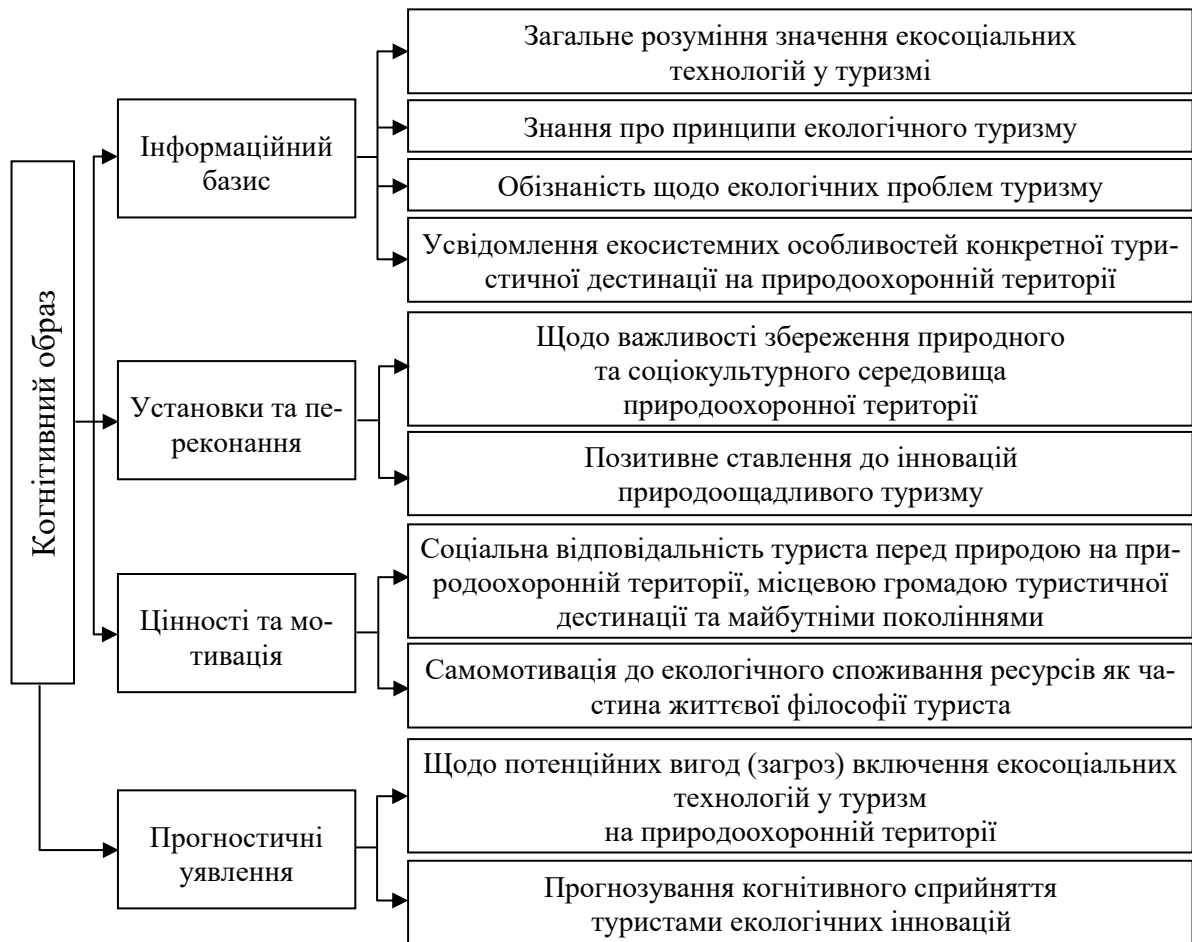 Когнітивний образ
Інформаційний
базис
Загальне розуміння значення екосоціальних
технологій у туризмі
Знання про принципи екологічного туризму
Обізнаність щодо екологічних проблем туризму
Усвідомлення екосистемних особливостей конкретної тури-
стичної дестинації на природоохоронній території
Установки та пе-
реконання
Щодо важливості збереження природного
та соціокультурного середовища
природоохоронної території
Позитивне ставлення до інновацій
природоощадливого туризму
Цінності та мо-
тивація
Соціальна відповідальність туриста перед природою на при-
родоохоронній території, місцевою громадою туристичної
дестинації та майбутніми поколіннями
Самомотивація до екологічного споживання ресурсів як ча-
стина життєвої філософії туриста
Прогностичні
уявлення
Щодо потенційних вигод (загроз) включення екосоціальних
технологій у туризм
на природоохоронній території
Прогнозування когнітивного сприйняття
туристами екологічних інновацій